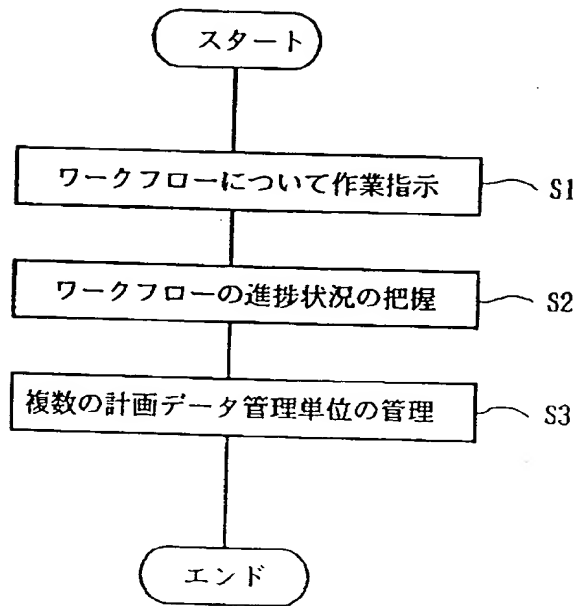 スタート
ワークフローについて作業指示
S1
ワークフローの進捗状況の把握
S2
複数の計画データ管理単位の管理
S3
エンド